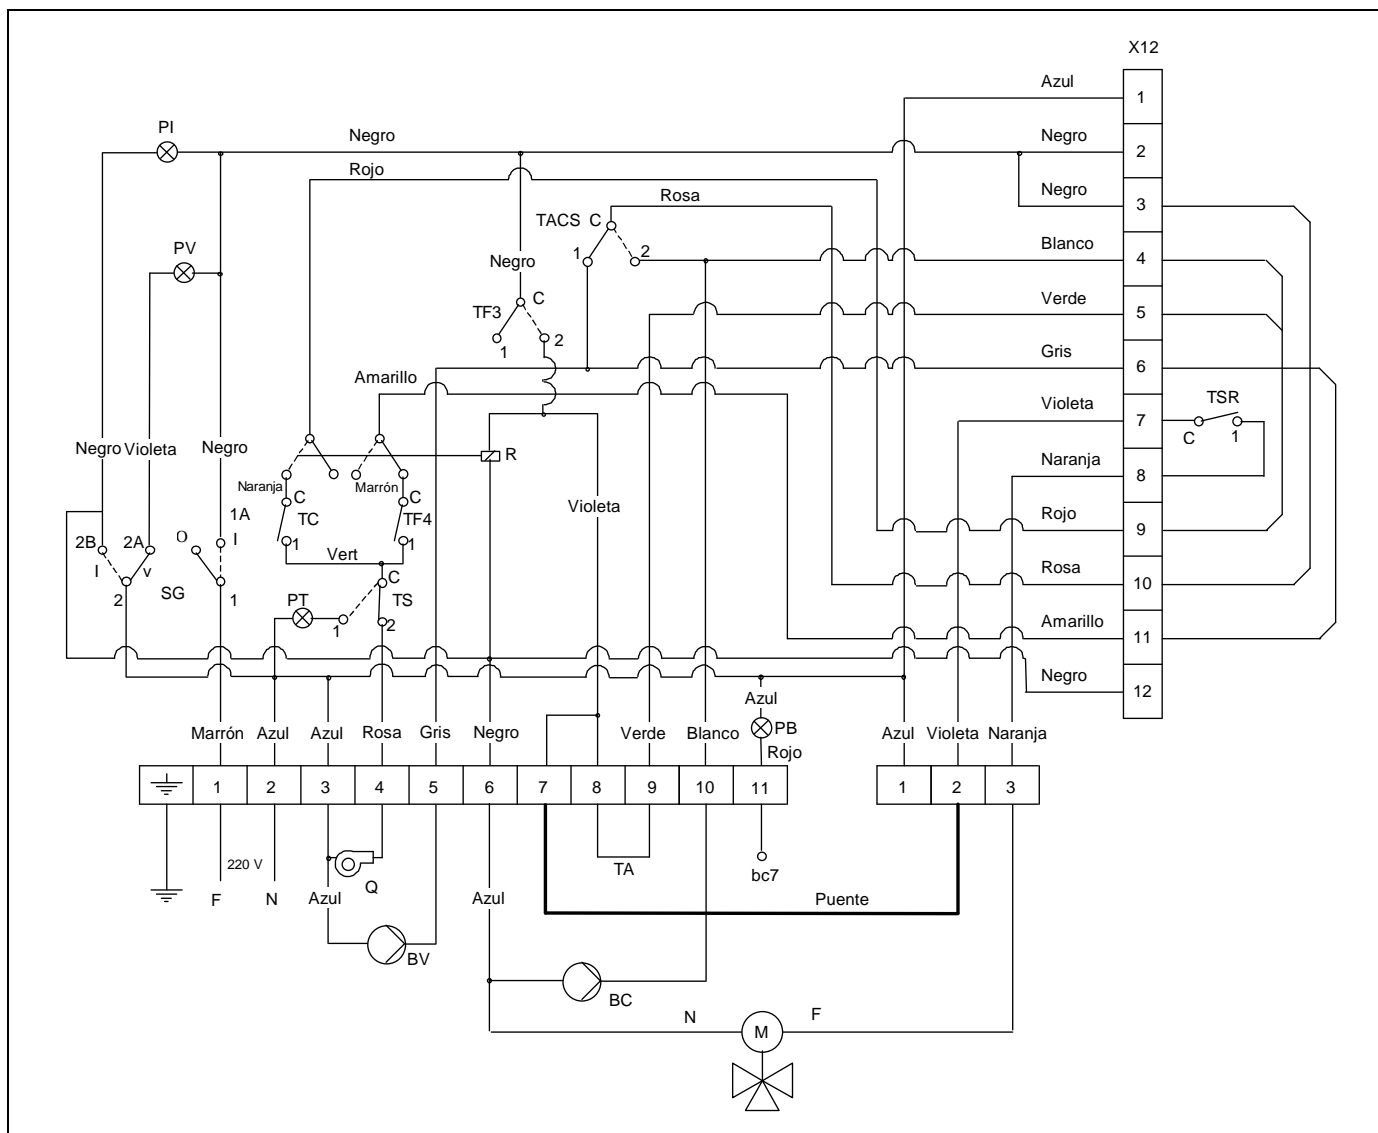 X12
Azul
1
PI
Negro
Negro
2
Rojo
Negro
3
Rosa
TACS C
1
2
PV
Blanco
4
Negro
C
Verde
5
TF3
1
2
Gris
6
Amarillo
TSR
Violeta
7
C
1
Negro
Violeta
Negro
R
Naranja
8
Naranja
Marrón
C
C
Violeta
1A
TC
TF4
Rojo
9
2B
2A
O
I
1
1
I
v
Vert
C
Rosa
10
SG
2
1
PT
TS
1
2
Amarillo
11
Negro
12
Azul
PB
Rojo
Marrón
Azul
Azul
Rosa
Gris
Negro
Verde
Blanco
Azul
Violeta
Naranja
1
2
3
4
5
6
7
8
9
10
11
1
2
3
220 V
F
N
Azul
Q
Azul
TA
bc7
Puente
BV
BC
N
M
F